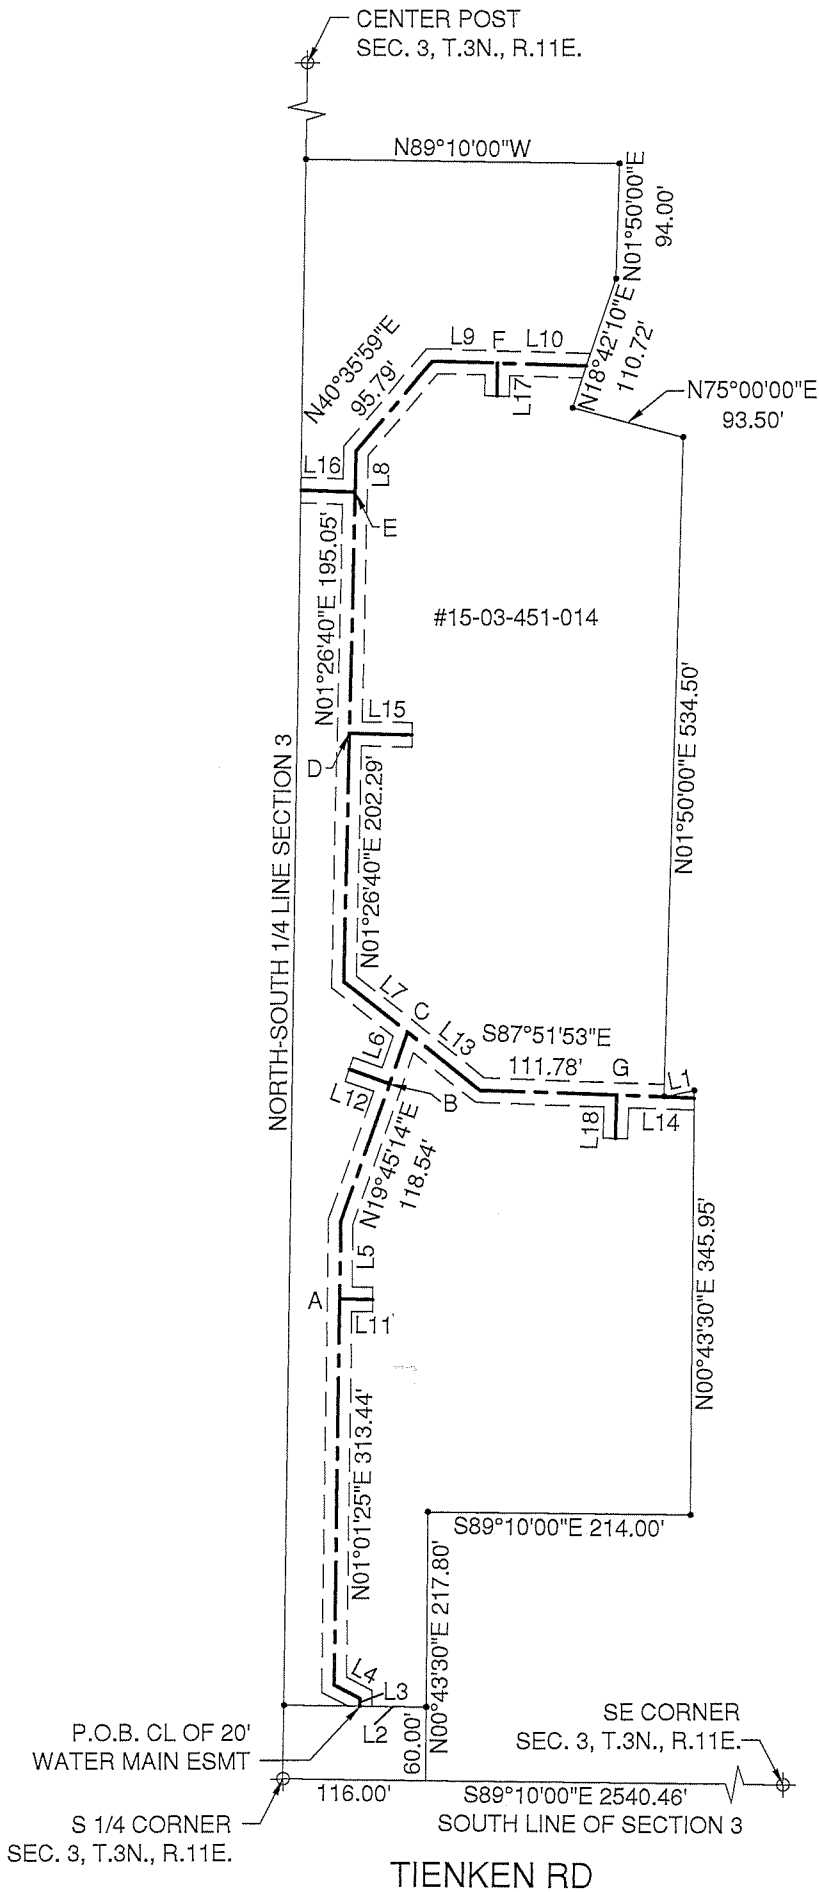 CENTER POST
SEC. 3, T.3N., R.11E.
N89°10'00"W
N01°50'00"E
94.00'
N18°42'10"E
110.72'
N75°00'00"E
93.50'
L9
F
L10
L17
N40°35'59"E
95.79'
L16
L8
E
N01°26'40"E 195.05'
#15-03-451-014
L15
D
N01°26'40"E 202.29'
N01°50'00"E 534.50'
NORTH-SOUTH 1/4 LINE SECTION 3
L7
C
L13
S87°51'53"E
111.78'
G
L1
L6
L12
B
L18
L14
N19°45'14"E
118.54'
L5
A
L11
N00°43'30"E 345.95'
N01°01'25"E 313.44'
S89°10'00"E 214.00'
N00°43'30"E 217.80'
L4
L3
L2
60.00'
P.O.B. CL OF 20'
WATER MAIN ESMT
SE CORNER
SEC. 3, T.3N., R.11E.
116.00'
S89°10'00"E 2540.46'
SOUTH LINE OF SECTION 3
S 1/4 CORNER
SEC. 3, T.3N., R.11E.
TIENKEN RD